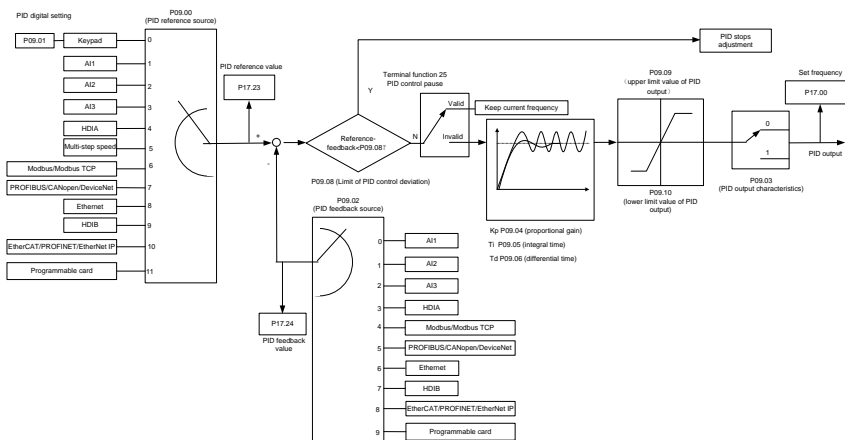 PID digital setting
P09.00
(PID reference source)
P09.01
Keypad
0
AI1
1
AI2
2
AI3
3
HDIA
4
Multi-step speed
5
Modbus/Modbus TCP
6
PROFIBUS/CANopen/DeviceNet
7
Ethernet
8
HDIB
9
EtherCAT/PROFINET/EtherNet IP
10
Programmable card
11
PID reference value
P17.23
+
-
Reference-
feedback<P09.08?
Y
N
P09.08 (Limit of PID control deviation)
PID stops
adjustment
Terminal function 25
PID control pause
Valid
Invalid
Keep current frequency
Kp P09.04 (proportional gain)
Ti P09.05 (integral time)
Td P09.06 (differential time)
P09.09
(upper limit value of PID
output)
P09.10
(lower limit value of PID
output)
0
1
P09.03
(PID output characteristics)
Set frequency
P17.00
PID output
P09.02
(PID feedback source)
P17.24
PID feedback
value
0
AI1
1
AI2
2
AI3
3
HDIA
4
Modbus/Modbus TCP
5
PROFIBUS/CANopen/DeviceNet
6
Ethernet
7
HDIB
8
EtherCAT/PROFINET/EtherNet IP
9
Programmable card